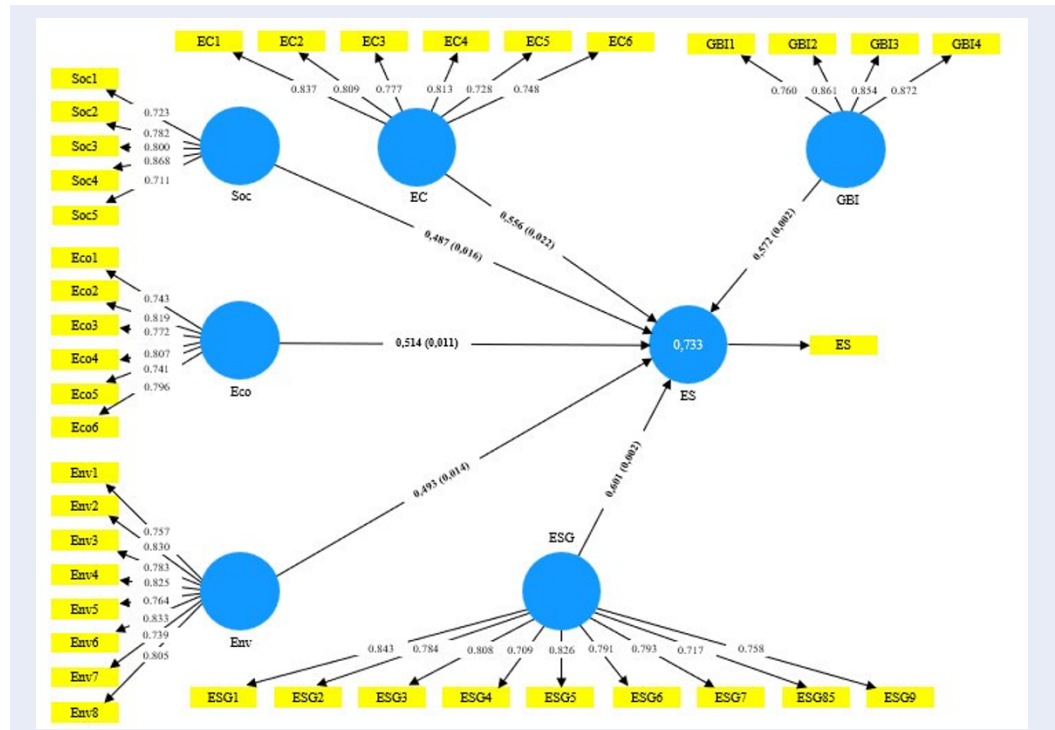 EC1 EC2 EC3 EC4 EC5 EC6
GBI1 GBI2 GBI3 GBI4
0.837 0.809 0.777 0.813 0.728 0.748
0.760 0.861 0.854 0.872
Soc1
Soc2
Soc3
Soc4
Soc5
0.723
0.782
0.800
0.868
0.711
Soc
EC
GBI
0,487 (0,016)
0,556 (0,022)
0,572 (0,002)
Eco1
Eco2
Eco3
Eco4
Eco5
Eco6
0.743
0.819
0.772
0.807
0.741
0.796
Eco
0,514 (0,011)
0,733
ES
ES
Env1
Env2
Env3
Env4
Env5
Env6
Env7
Env8
0.757
0.830
0.783
0.825
0.764
0.833
0.739
0.805
Env
0,493 (0,014)
0,601 (0,002)
ESG
0.843 0.784 0.808 0.709 0.826 0.791 0.793 0.717 0.758
ESG1 ESG2 ESG3 ESG4 ESG5 ESG6 ESG7 ESG85 ESG9